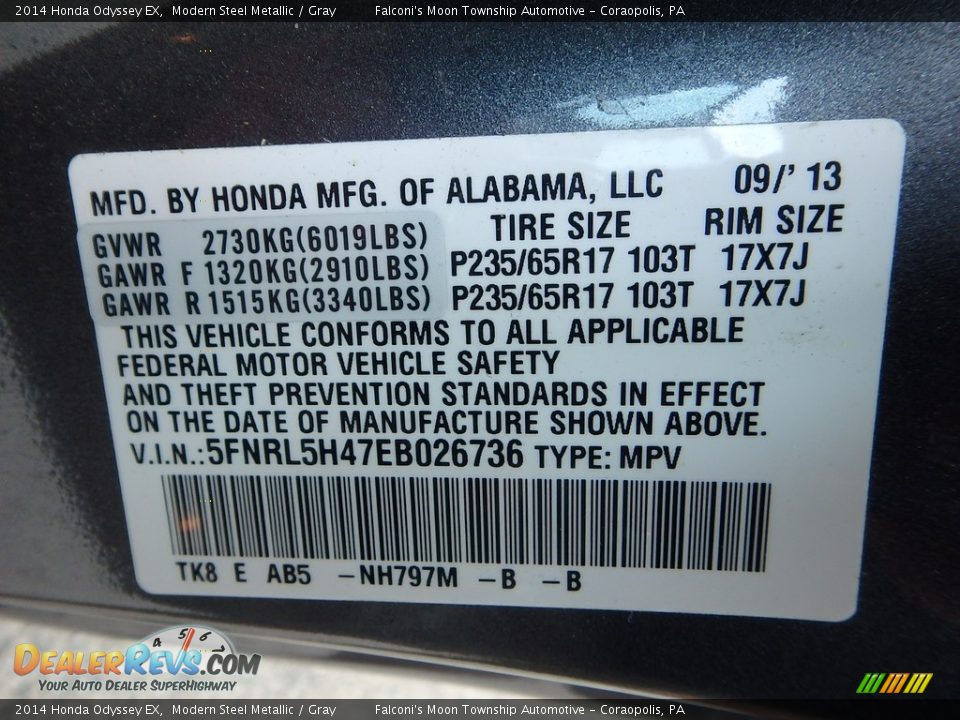 2014 Honda Odyssey EX, Modern Steel Metallic / Gray Falconi's Moon Township Automotive - Coraopolis, PA
MFD. BY HONDA MFG. OF ALABAMA, LLC 09/' 13
TIRE SIZE RIM SIZE
GVWR 2730KG(6019LBS)
GAWR F 1320KG(2910LBS) P235/65R17 103T 17X7J
GAWR R 1515KG(3340LBS) P235/65R17 103T 17X7J
THIS VEHICLE CONFORMS TO ALL APPLICABLE
FEDERAL MOTOR VEHICLE SAFETY
AND THEFT PREVENTION STANDARDS IN EFFECT
ON THE DATE OF MANUFACTURE SHOWN ABOVE.
V.I.N.:5FNRL5H47EB026736 TYPE: MPV
TK8 E AB5 -NH797M -B -B
4 5 6
DEALERREVS.COM
YOUR AUTO DEALER SUPERHIGHWAY
2014 Honda Odyssey EX, Modern Steel Metallic / Gray Falconi's Moon Township Automotive - Coraopolis, PA